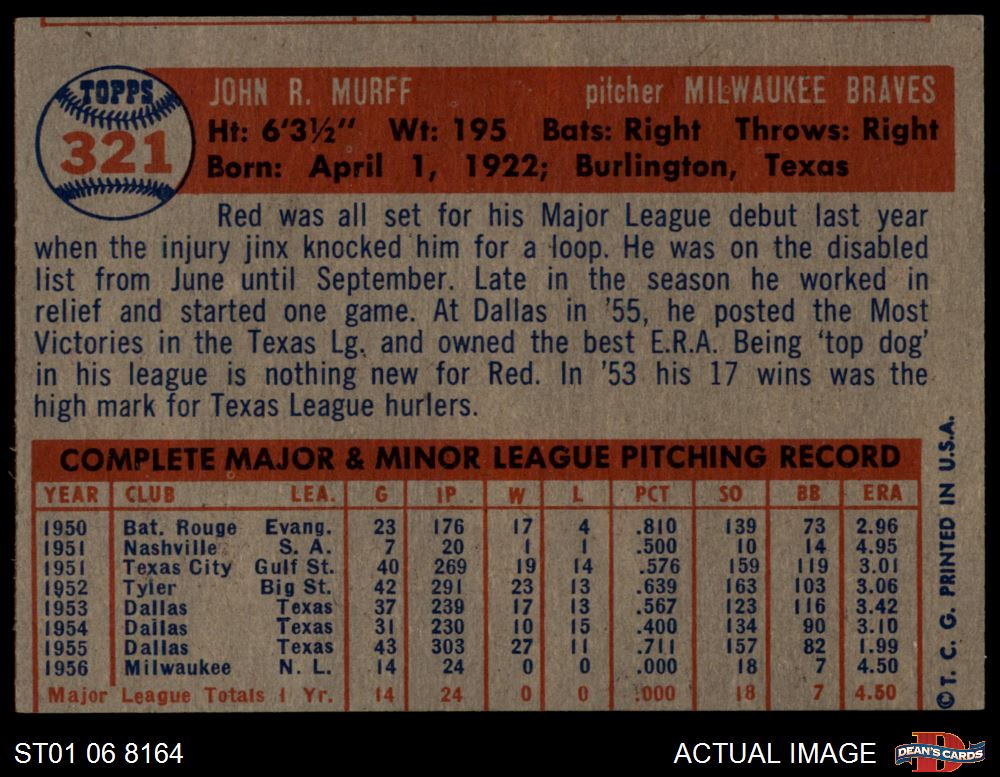 TOPPS
321
JOHN R. MURFF pitcher MILWAUKEE BRAVES
Ht: 6'3½" Wt: 195 Bats: Right Throws: Right
Born: April 1, 1922; Burlington, Texas
Red was all set for his Major League debut last year
when the injury jinx knocked him for a loop. He was on the disabled
list from June until September. Late in the season he worked in
relief and started one game. At Dallas in '55, he posted the Most
Victories in the Texas Lg. and owned the best E.R.A. Being 'top dog'
in his league is nothing new for Red. In '53 his 17 wins was the
high mark for Texas League hurlers.
COMPLETE MAJOR & MINOR LEAGUE PITCHING RECORD
YEAR CLUB LEA. G IP W L PCT SO BB ERA
1950 Bat. Rouge Evang. 23 176 17 4 .810 139 73 2.96
1951 Nashville S. A. 7 20 1 1 .500 10 14 4.95
1951 Texas City Gulf St. 40 269 19 14 .576 159 119 3.01
1952 Tyler Big St. 42 291 23 13 .639 163 103 3.06
1953 Dallas Texas 37 239 17 13 .567 123 116 3.42
1954 Dallas Texas 31 230 10 15 .400 134 90 3.10
1955 Dallas Texas 43 303 27 11 .711 157 82 1.99
1956 Milwaukee N. L. 14 24 0 0 .000 18 7 4.50
Major League Totals 1 Yr. 14 24 0 0 .000 18 7 4.50
© T. C. G. PRINTED IN U.S.A.
ST01 06 8164 ACTUAL IMAGE
DEAN'S CARDS